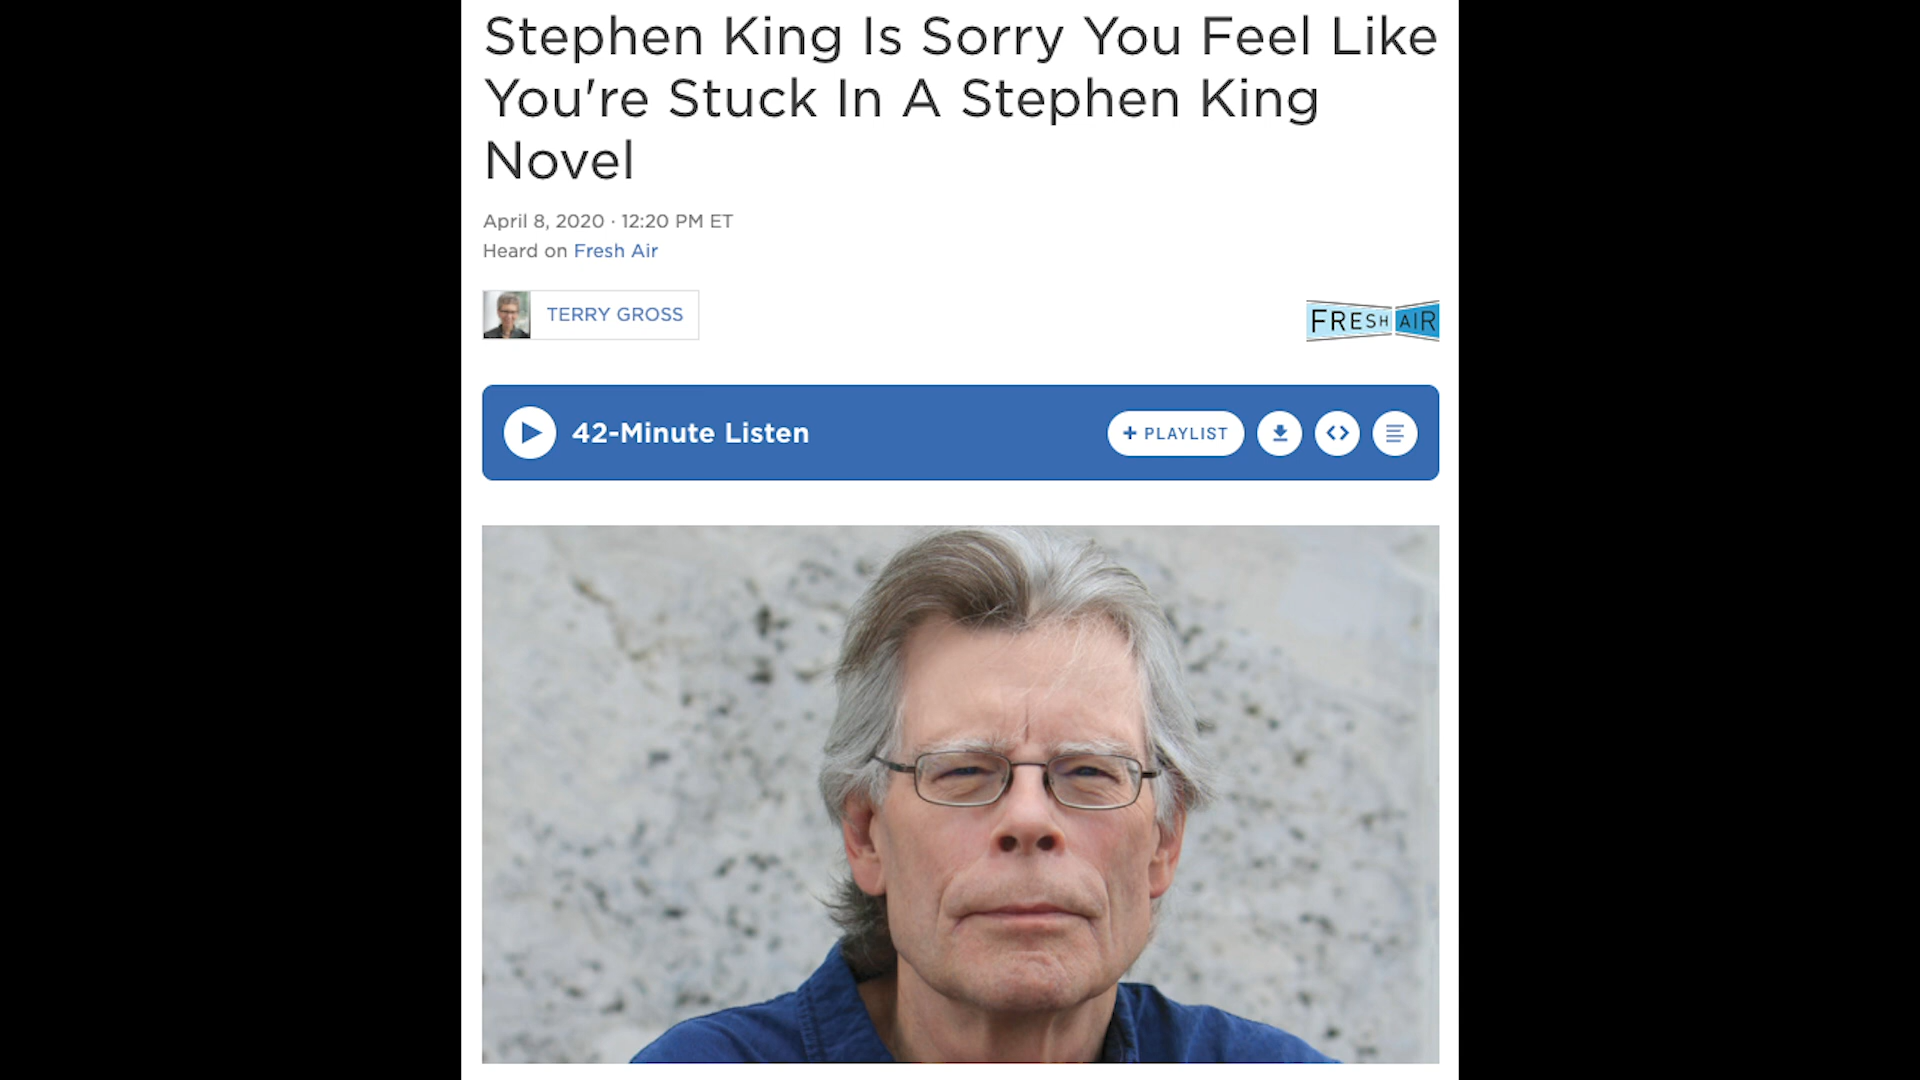 Stephen King Is Sorry You Feel Like
You're Stuck In A Stephen King
Novel
April 8, 2020 · 12:20 PM ET
Heard on Fresh Air
TERRY GROSS
FRESH AIR
42-Minute Listen
+ PLAYLIST